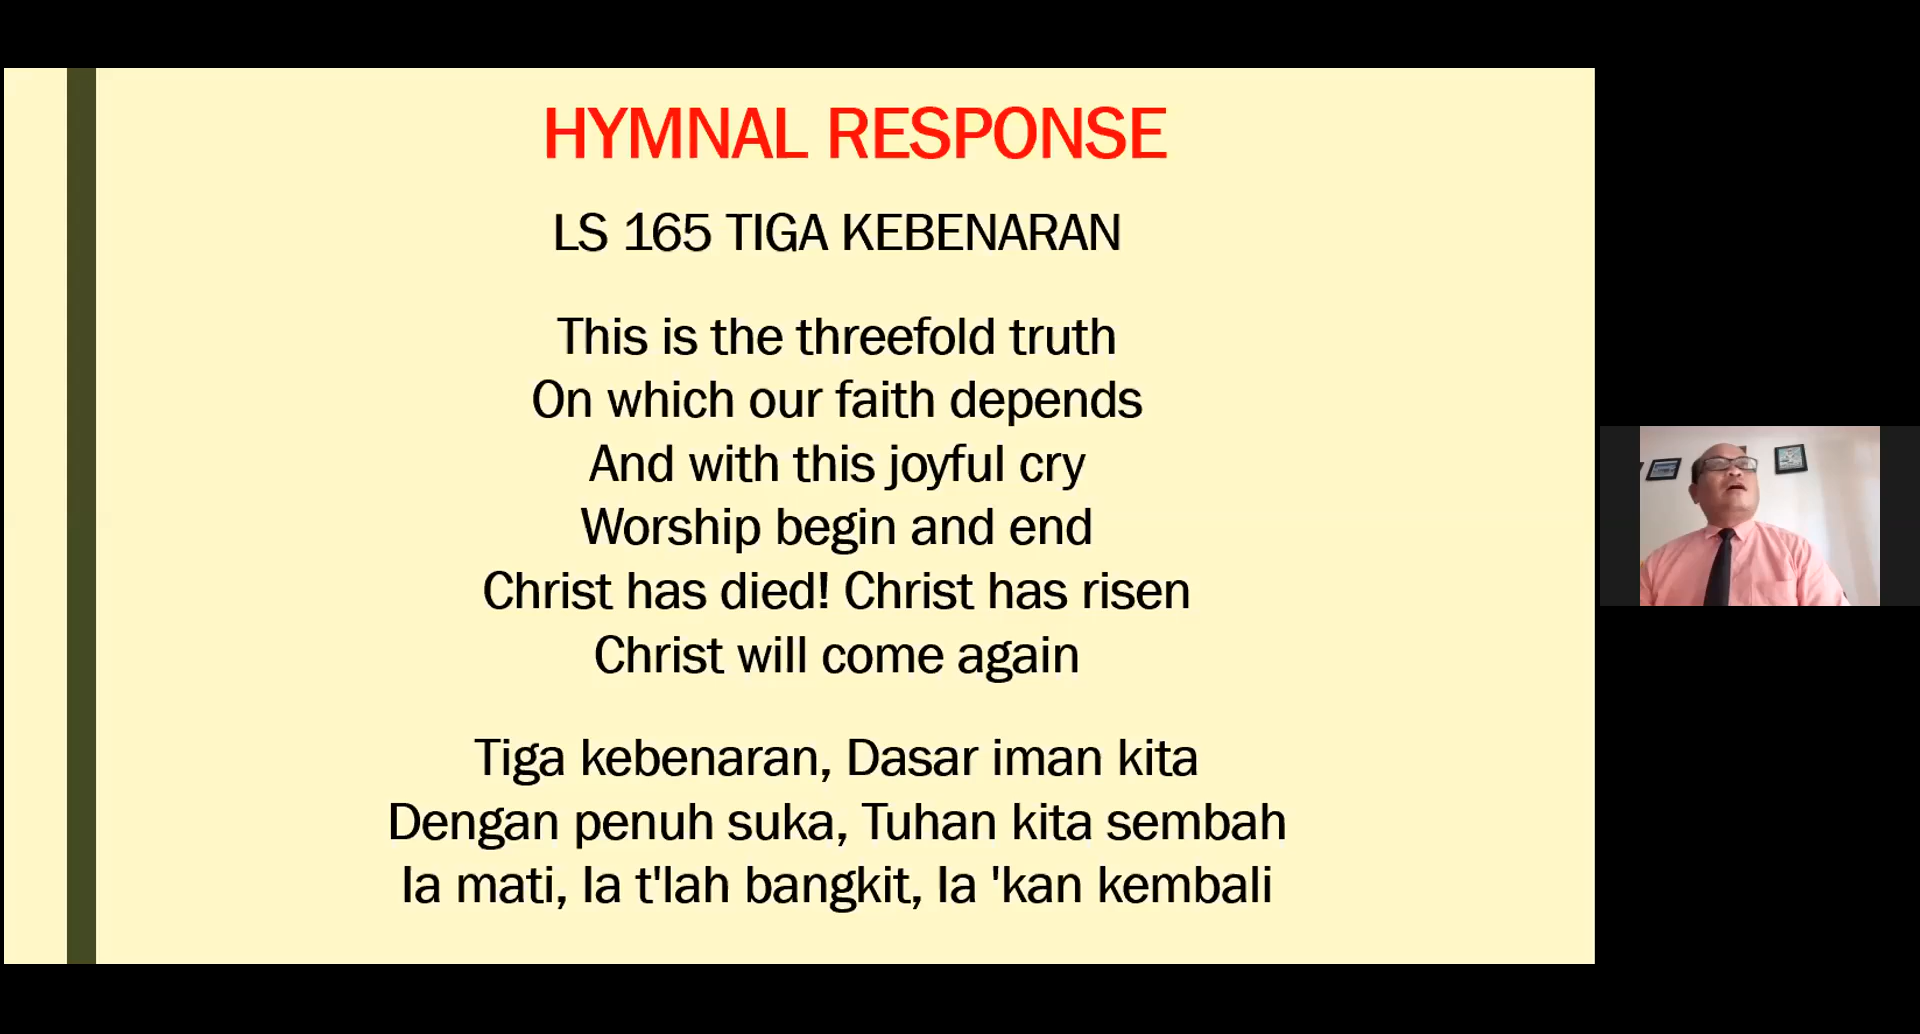 HYMNAL RESPONSE
LS 165 TIGA KEBENARAN
This is the threefold truth
On which our faith depends
And with this joyful cry
Worship begin and end
Christ has died! Christ has risen
Christ will come again
Tiga kebenaran, Dasar iman kita
Dengan penuh suka, Tuhan kita sembah
Ia mati, Ia t'lah bangkit, Ia 'kan kembali